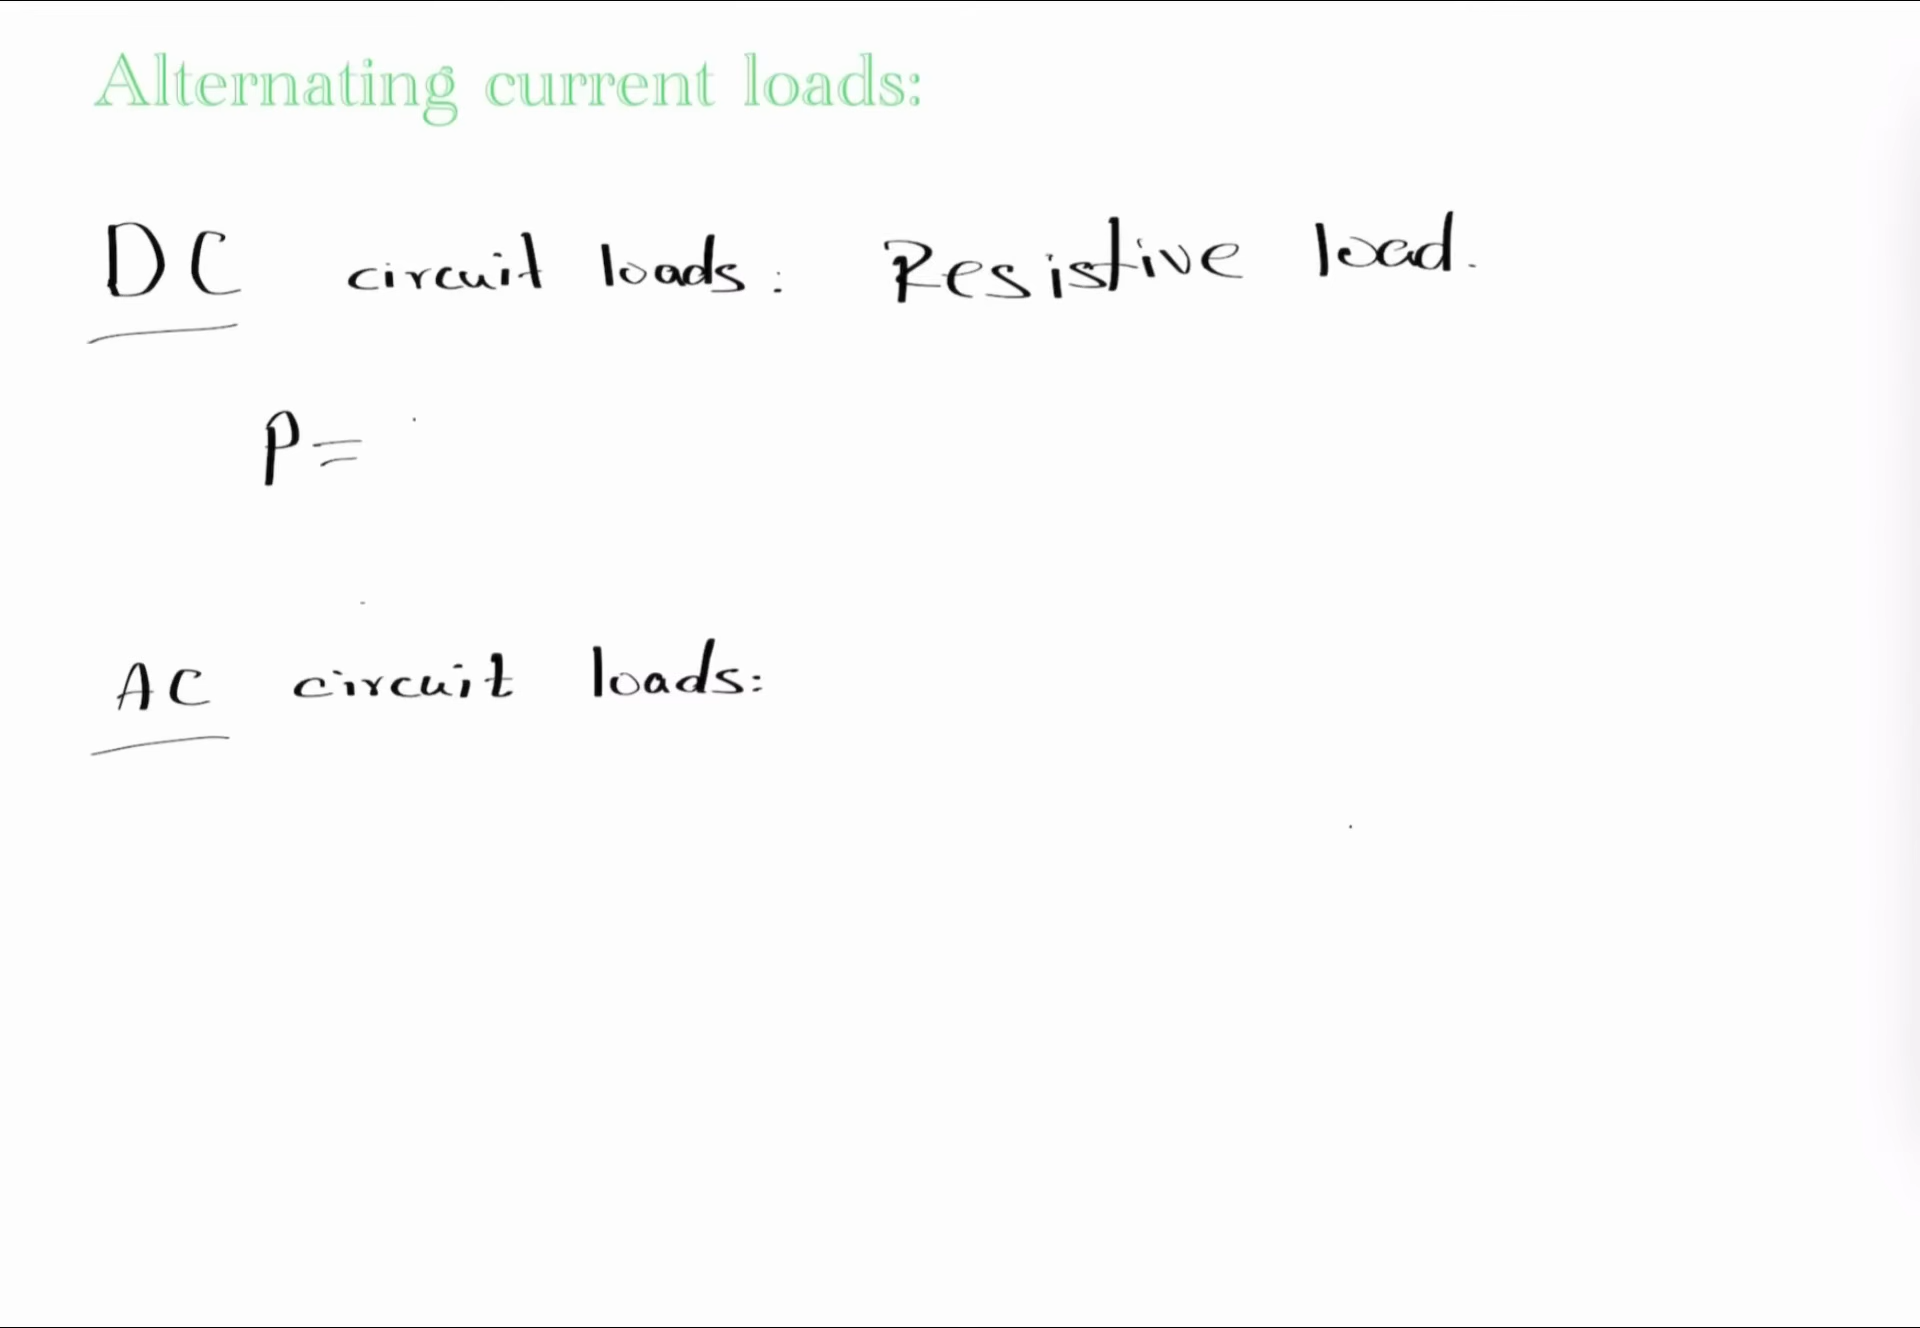 Alternating current loads:
DC circuit loads: Resistive load.
P=
AC circuit loads: